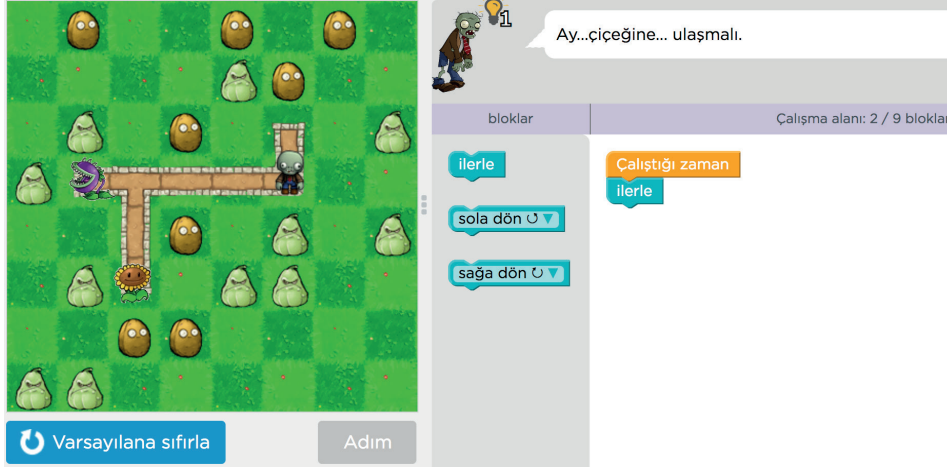 1
Ay...çiçeğine... ulaşmalı.
bloklar
Çalışma alanı: 2 / 9 bloklar
ilerle
sola dön
sağa dön
Çalıştığı zaman
ilerle
Varsayılana sıfırla
Adım